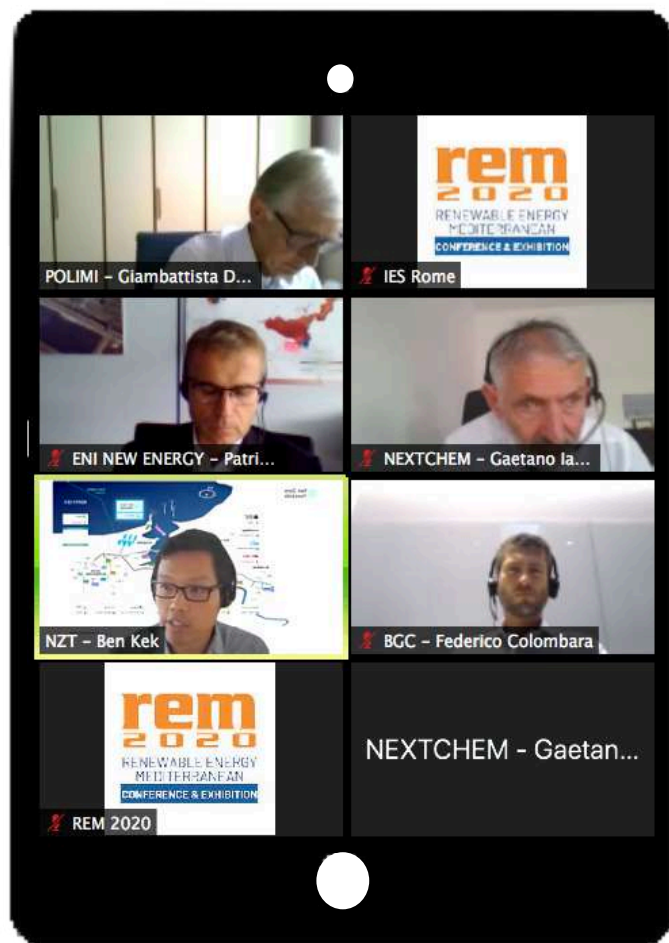 POLIMI – Giambattista D...
rem
2020
RENEWABLE ENERGY
MEDITERRANEAN
CONFERENCE & EXHIBITION
IES Rome
ENI NEW ENERGY – Patri...
NEXTCHEM – Gaetano Ia...
NZT – Ben Kek
BGC – Federico Colombara
rem
2020
RENEWABLE ENERGY
MEDITERRANEAN
CONFERENCE & EXHIBITION
REM 2020
NEXTCHEM - Gaetan...